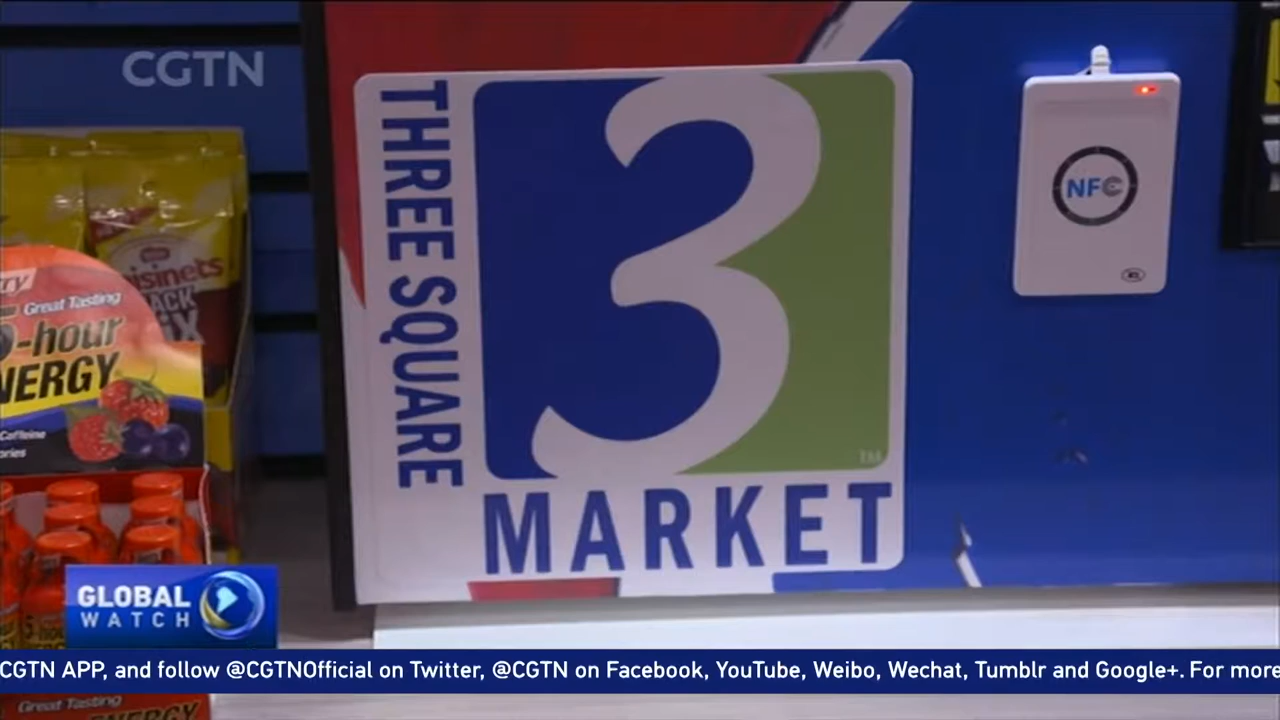 CGTN
THREE SQUARE
3
TM
MARKET
NFC
Great Tasting
-hour
Caffeine
GLOBAL
WATCH
CGTN APP, and follow @CGTNOfficial on Twitter, @CGTN on Facebook, YouTube, Weibo, Wechat, Tumblr and Google+. For more
Great Tasting